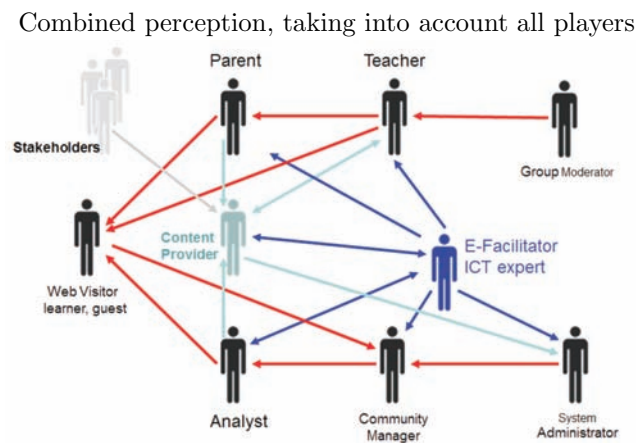 Combined perception, taking into account all players
Parent
Teacher
Stakeholders
Group Moderator
Content
Provider
E-Facilitator
ICT expert
Web Visitor
learner, guest
Analyst
Community
Manager
System
Administrator